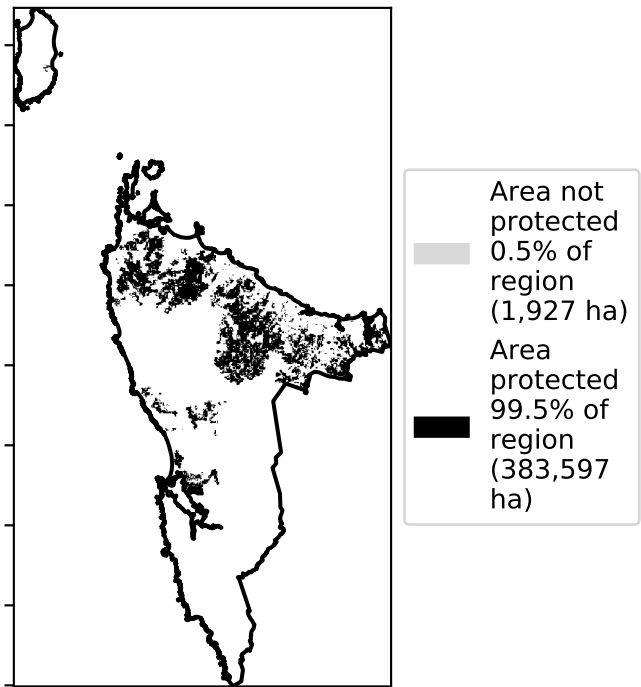 Area not
protected
0.5% of
region
(1,927 ha)
Area
protected
99.5% of
region
(383,597
ha)